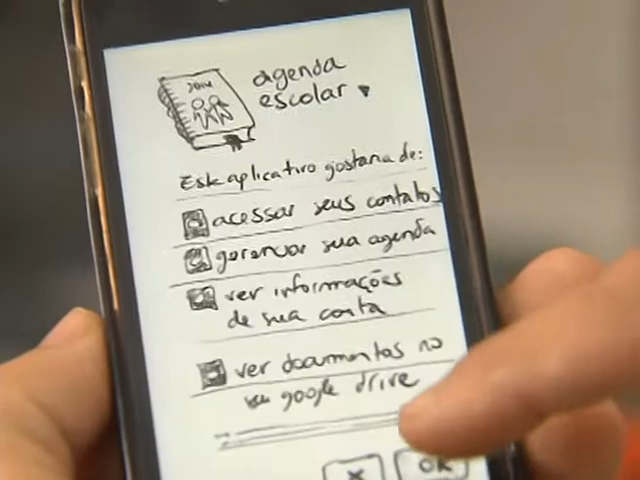 2014
agenda
escolar
Este aplicativo gostaria de:
acessar seus contatos
gerenciar sua agenda
ver informações
de sua conta
ver documentos no
seu google drive
x OK